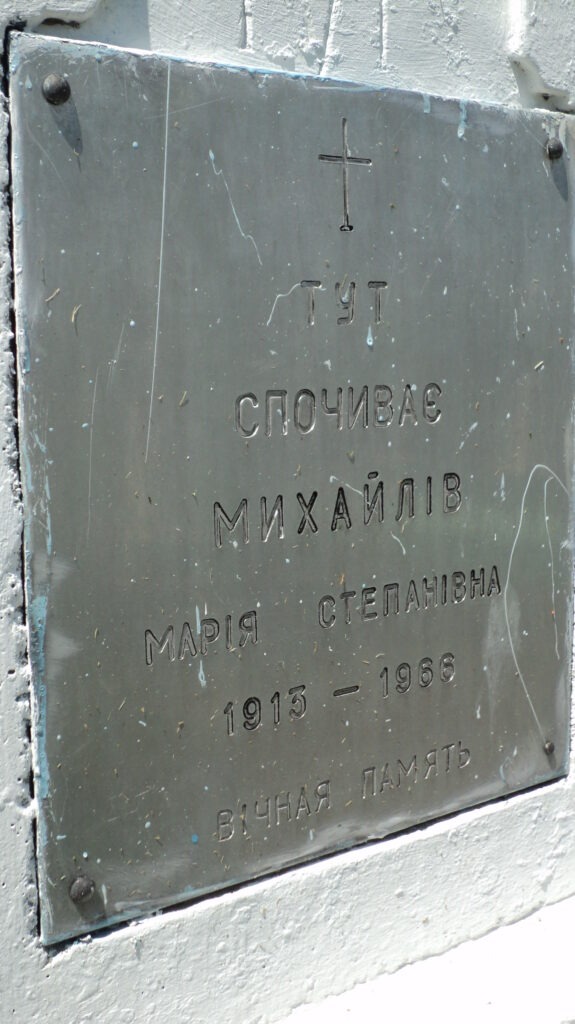 ТУТ
СПОЧИВАЄ
МИХАЙЛІВ
МАРІЯ СТЕПАНІВНА
1913 – 1966
ВІЧНАЯ ПАМЯТЬ